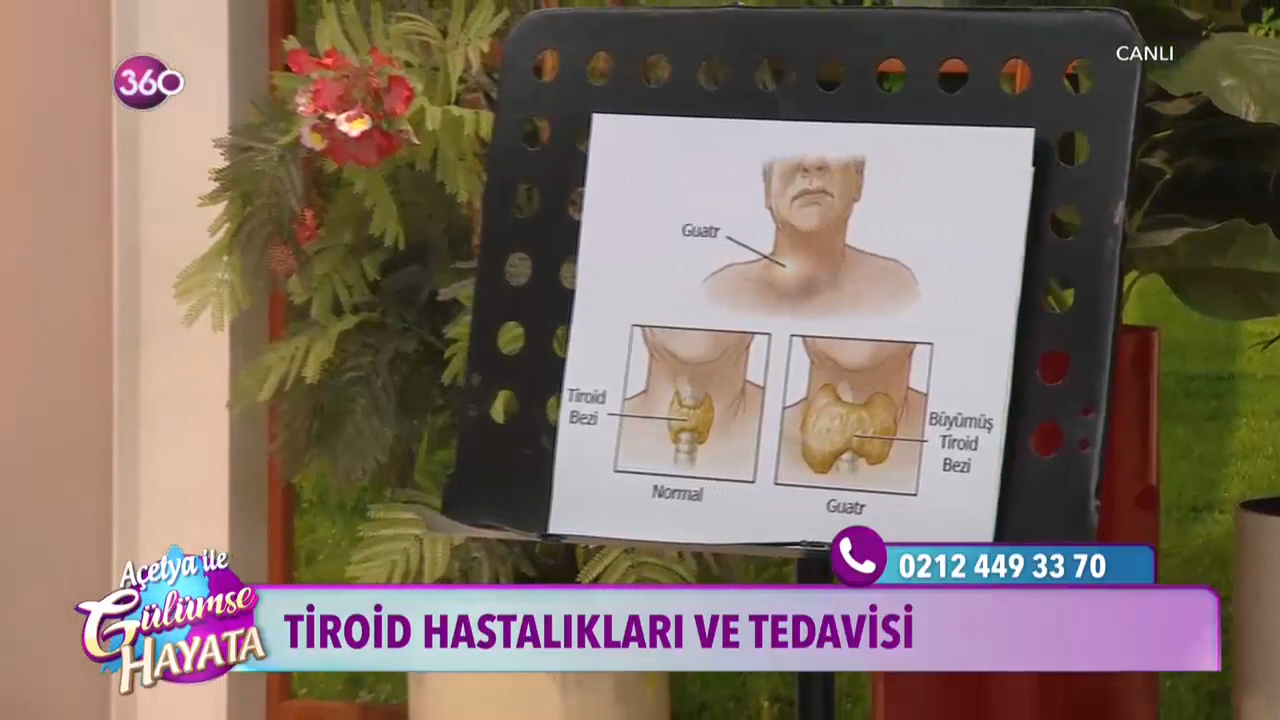 360
CANLI
Guatr
Tiroid
Bezi
Büyümüş
Tiroid
Bezi
Normal
Guatr
0212 449 33 70
Açelya ile
Gülümse
HAYATA
TİROİD HASTALIKLARI VE TEDAVİSİ